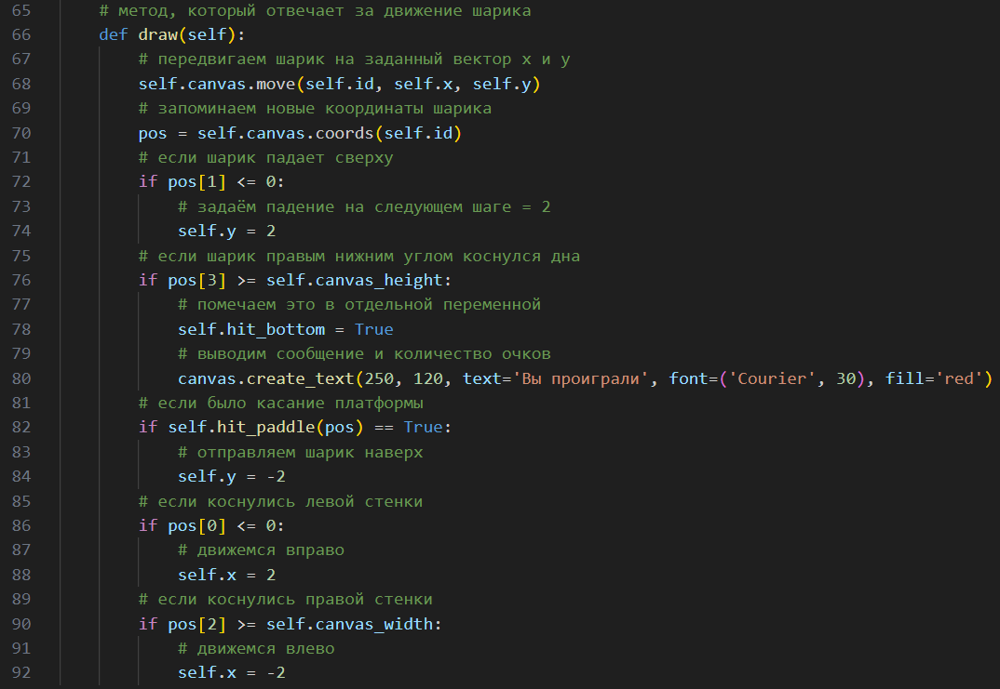 65 # метод, который отвечает за движение шарика
66 def draw(self):
67 # передвигаем шарик на заданный вектор x и y
68 self.canvas.move(self.id, self.x, self.y)
69 # запоминаем новые координаты шарика
70 pos = self.canvas.coords(self.id)
71 # если шарик падает сверху
72 if pos[1] <= 0:
73 # задаём падение на следующем шаге = 2
74 self.y = 2
75 # если шарик правым нижним углом коснулся дна
76 if pos[3] >= self.canvas_height:
77 # помечаем это в отдельной переменной
78 self.hit_bottom = True
79 # выводим сообщение и количество очков
80 canvas.create_text(250, 120, text='Вы проиграли', font=('Courier', 30), fill='red')
81 # если было касание платформы
82 if self.hit_paddle(pos) == True:
83 # отправляем шарик наверх
84 self.y = -2
85 # если коснулись левой стенки
86 if pos[0] <= 0:
87 # движемся вправо
88 self.x = 2
89 # если коснулись правой стенки
90 if pos[2] >= self.canvas_width:
91 # движемся влево
92 self.x = -2